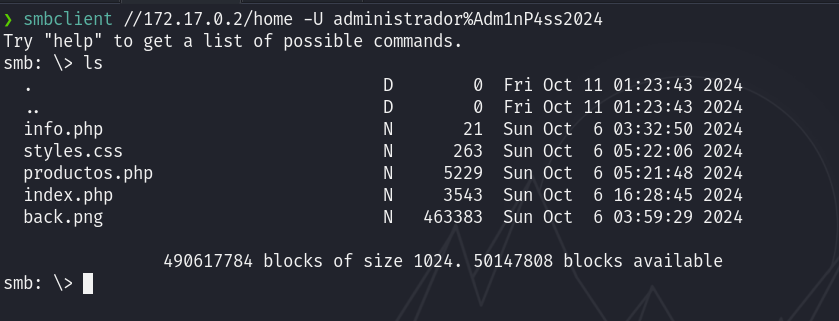 ❯ smbclient //172.17.0.2/home -U administrador%Adm1nP4ss2024
Try "help" to get a list of possible commands.
smb: \> ls
  .                                   D        0  Fri Oct 11 01:23:43 2024
  ..                                  D        0  Fri Oct 11 01:23:43 2024
  info.php                            N       21  Sun Oct  6 03:32:50 2024
  styles.css                          N      263  Sun Oct  6 05:22:06 2024
  productos.php                       N     5229  Sun Oct  6 05:21:48 2024
  index.php                           N     3543  Sun Oct  6 16:28:45 2024
  back.png                            N   463383  Sun Oct  6 03:59:29 2024
                490617784 blocks of size 1024. 50147808 blocks available
smb: \>